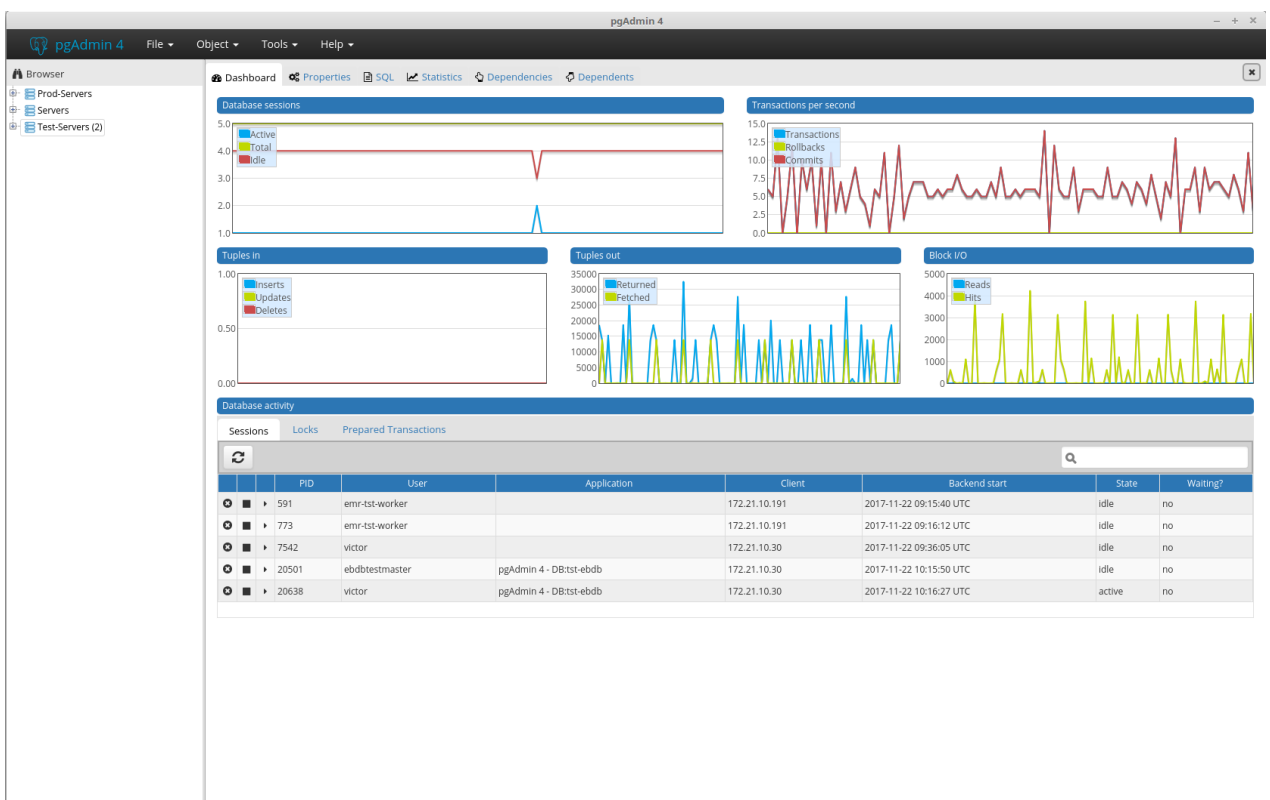 pgAdmin 4
pgAdmin 4 File Object Tools Help
Browser
Prod-Servers
Servers
Test-Servers (2)
Dashboard Properties SQL Statistics Dependencies Dependents
Database sessions
5.0
4.0
3.0
2.0
1.0
Active
Total
Idle
Transactions per second
15.0
12.5
10.0
7.5
5.0
2.5
0.0
Transactions
Rollbacks
Commits
Tuples in
1.00
0.50
0.00
Inserts
Updates
Deletes
Tuples out
35000
30000
25000
20000
15000
10000
5000
0
Returned
Fetched
Block I/O
5000
4000
3000
2000
1000
0
Reads
Hits
Database activity
Sessions Locks Prepared Transactions
PID User Application Client Backend start State Waiting?
591 emr-tst-worker 172.21.10.191 2017-11-22 09:15:40 UTC idle no
773 emr-tst-worker 172.21.10.191 2017-11-22 09:16:12 UTC idle no
7542 victor 172.21.10.30 2017-11-22 09:36:05 UTC idle no
20501 ebdbtestmaster pgAdmin 4 - DB:tst-ebdb 172.21.10.30 2017-11-22 10:15:50 UTC idle no
20638 victor pgAdmin 4 - DB:tst-ebdb 172.21.10.30 2017-11-22 10:16:27 UTC active no